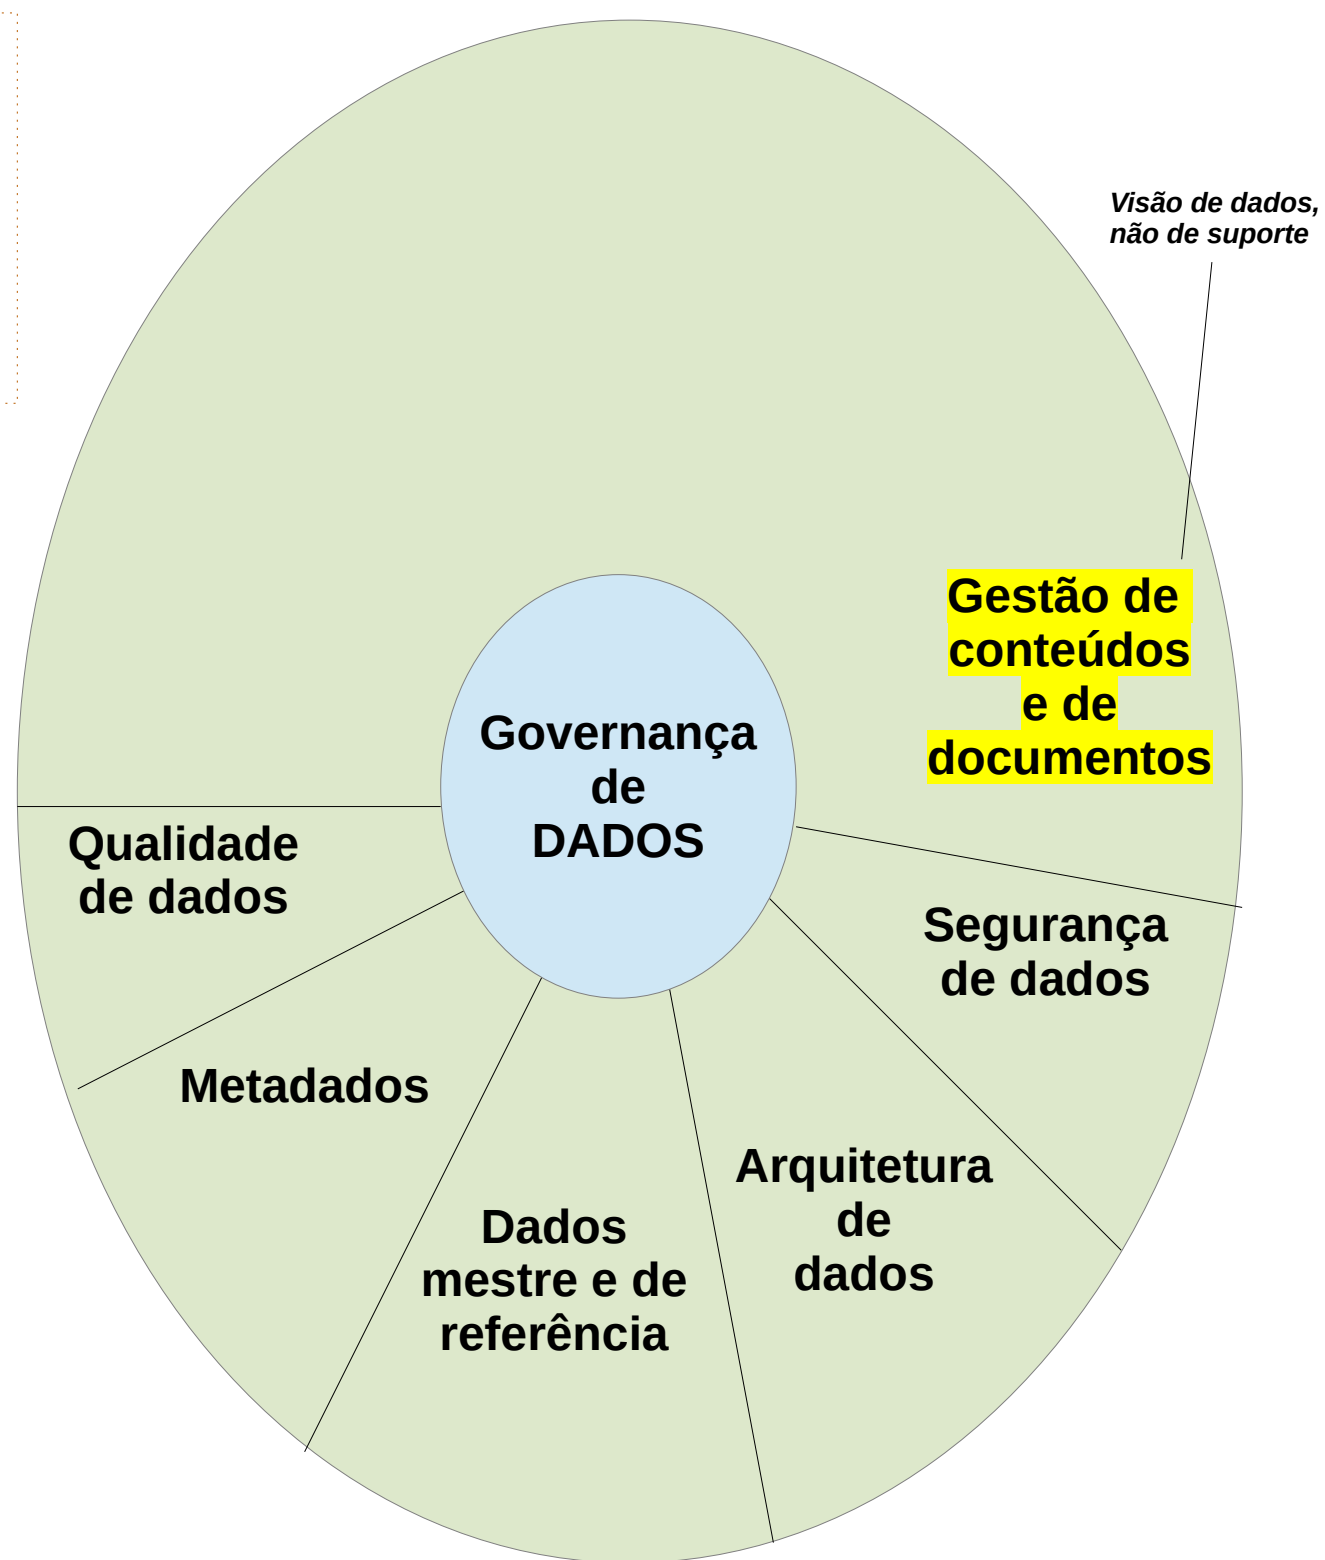 Visão de dados,
não de suporte
Gestão de
conteúdos
e de
documentos
Governança
de
DADOS
Qualidade
de dados
Segurança
de dados
Metadados
Arquitetura
de
dados
Dados
mestre e de
referência